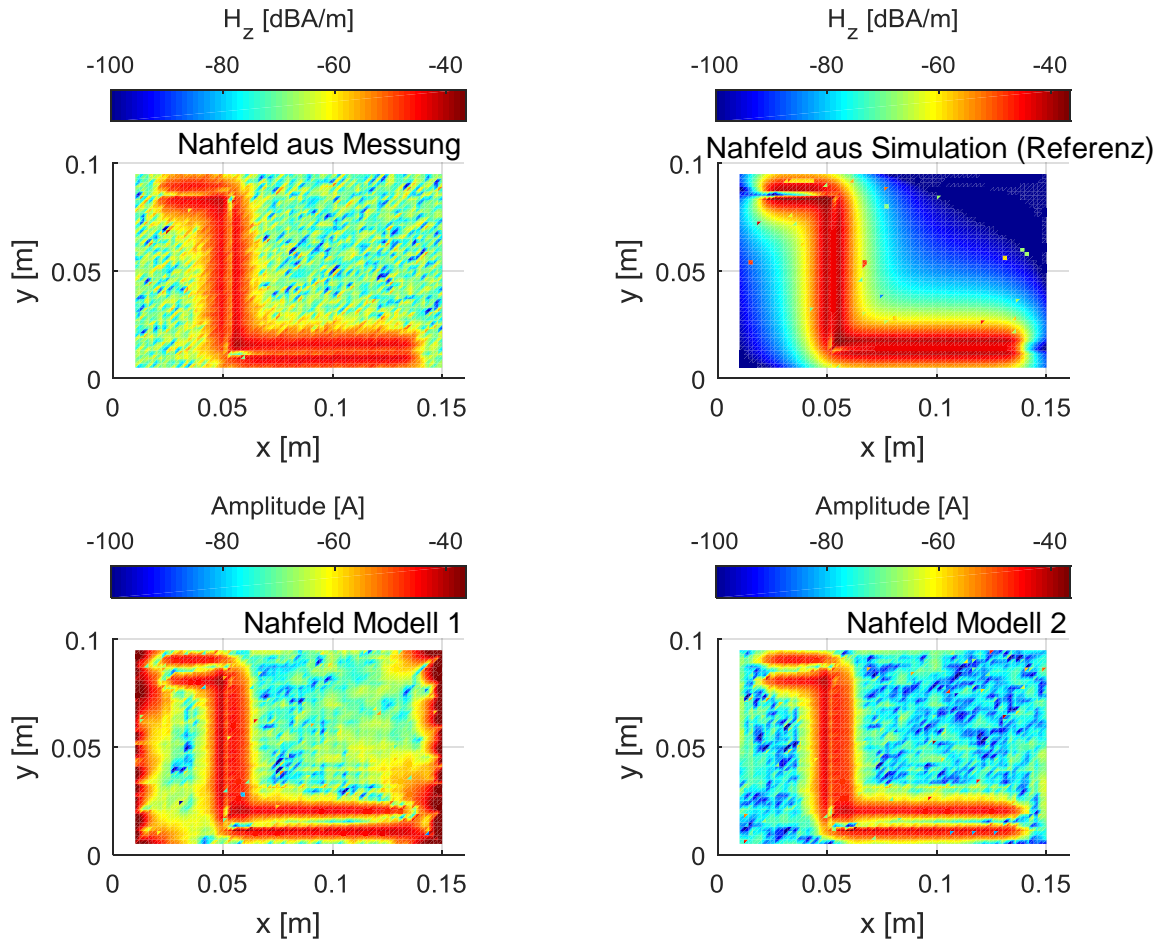 H_z [dBA/m]
-100 -80 -60 -40
Nahfeld aus Messung
0.1
0.05
0
y [m]
0 0.05 0.1 0.15
x [m]
H_z [dBA/m]
-100 -80 -60 -40
Nahfeld aus Simulation (Referenz)
0.1
0.05
0
y [m]
0 0.05 0.1 0.15
x [m]
Amplitude [A]
-100 -80 -60 -40
Nahfeld Modell 1
0.1
0.05
0
y [m]
0 0.05 0.1 0.15
x [m]
Amplitude [A]
-100 -80 -60 -40
Nahfeld Modell 2
0.1
0.05
0
y [m]
0 0.05 0.1 0.15
x [m]